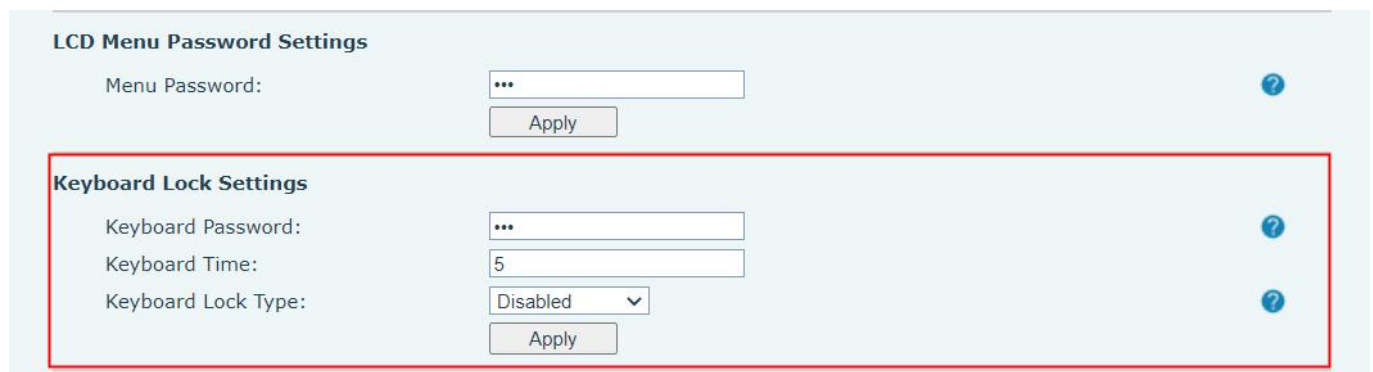 LCD Menu Password Settings
Menu Password: •••
Apply
Keyboard Lock Settings
Keyboard Password: •••
Keyboard Time: 5
Keyboard Lock Type: Disabled
Apply